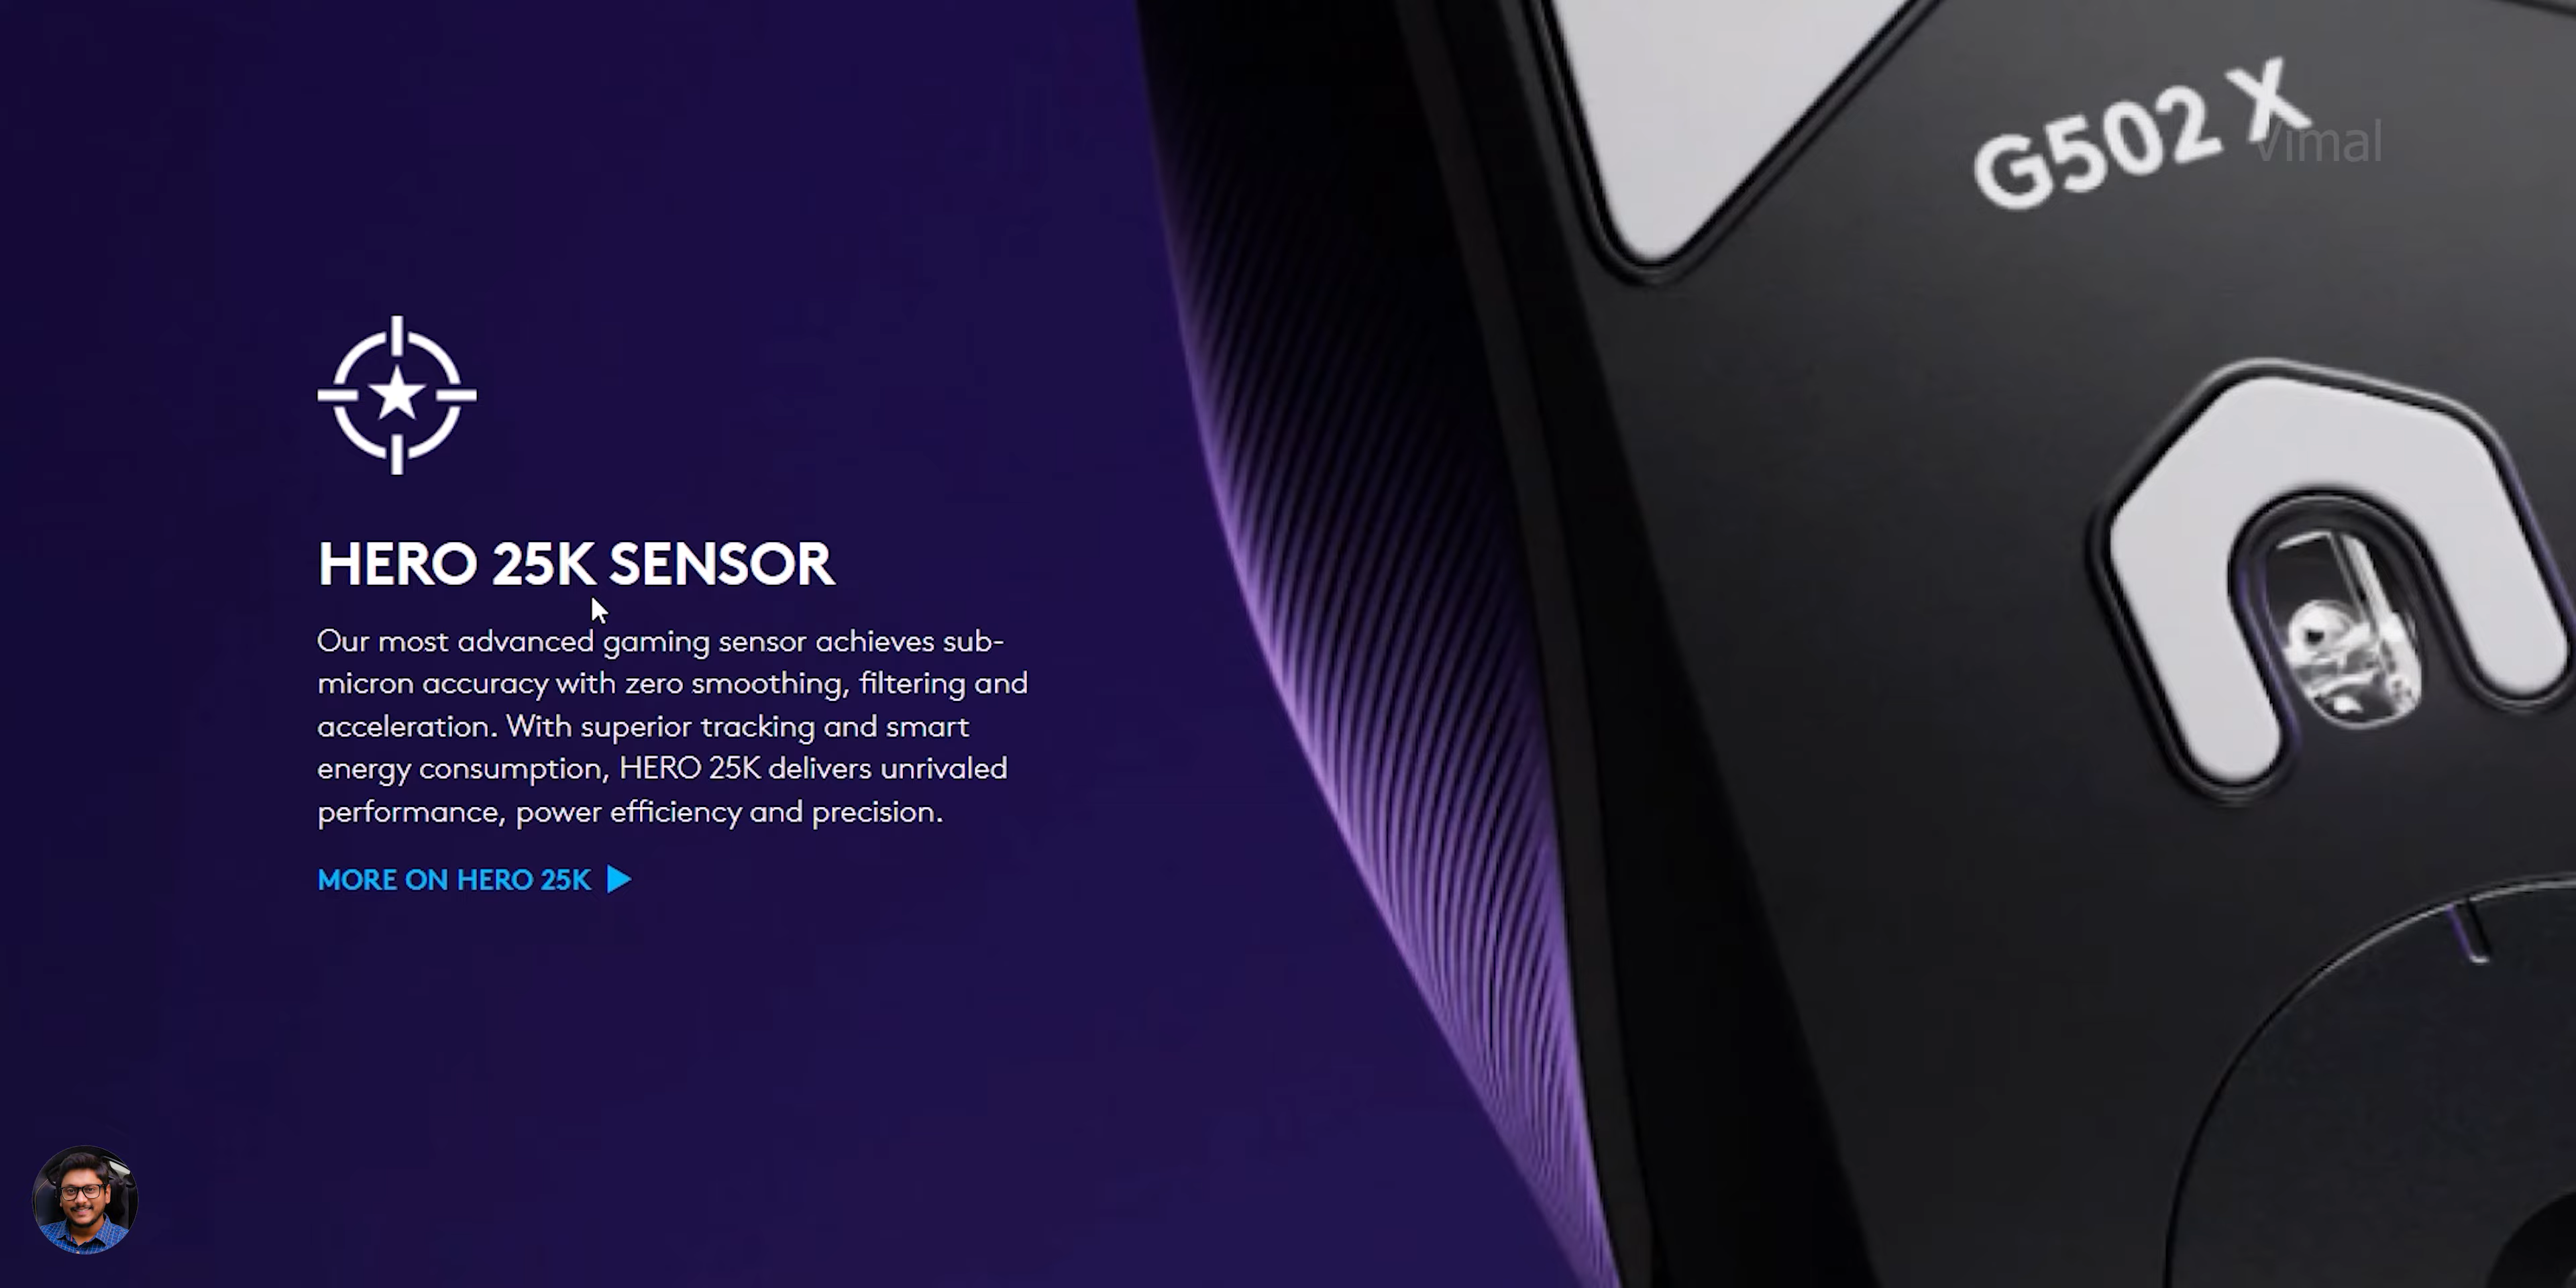 G502 X
Vimal
HERO 25K SENSOR
Our most advanced gaming sensor achieves sub-
micron accuracy with zero smoothing, filtering and
acceleration. With superior tracking and smart
energy consumption, HERO 25K delivers unrivaled
performance, power efficiency and precision.
MORE ON HERO 25K